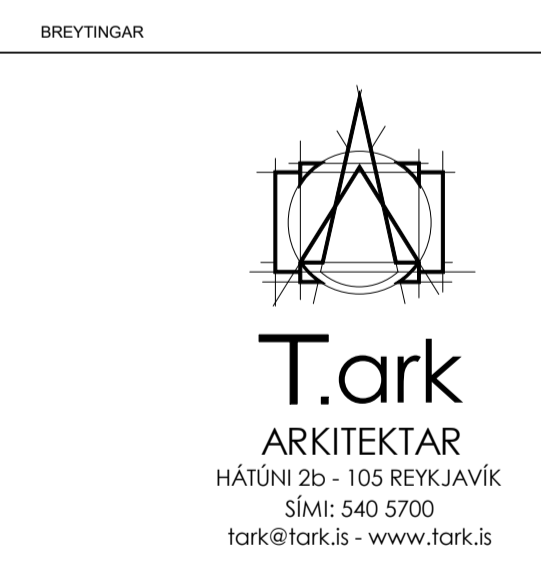 BREYTINGAR
T.ark
ARKITEKTAR
HÁTÚNI 2b - 105 REYKJAVÍK
SÍMI: 540 5700
tark@tark.is - www.tark.is